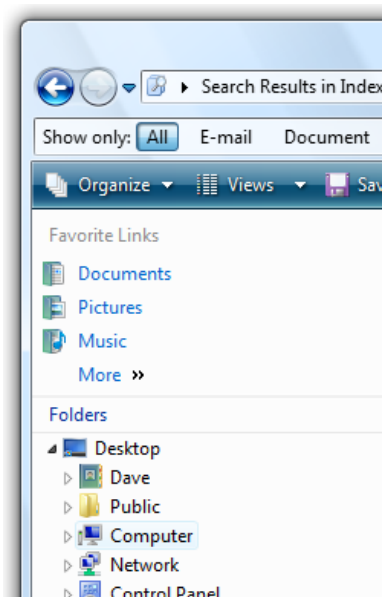 Search Results in Index
Show only: All E-mail Document
Organize Views Sav
Favorite Links
Documents
Pictures
Music
More »
Folders
Desktop
Dave
Public
Computer
Network
Control Panel